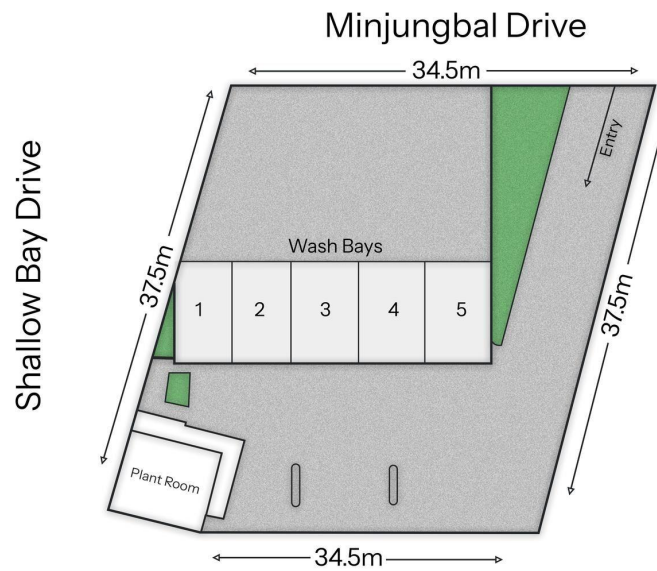 Minjungbal Drive
34.5m
Entry
Shallow Bay Drive
37.5m
Wash Bays
1 2 3 4 5
37.5m
Plant Room
34.5m